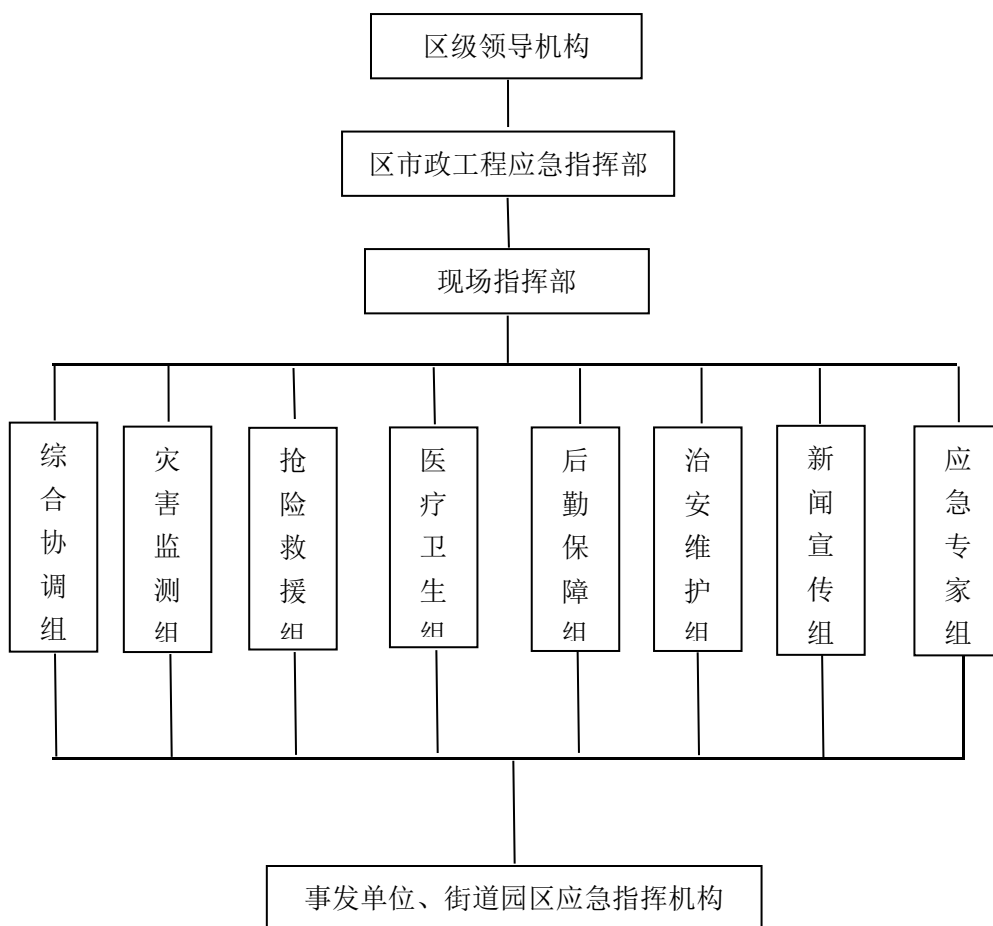 区级领导机构
区市政工程应急指挥部
现场指挥部
综合协调组
灾害监测组
抢险救援组
医疗卫生组
后勤保障组
治安维护组
新闻宣传组
应急专家组
事发单位、街道园区应急指挥机构